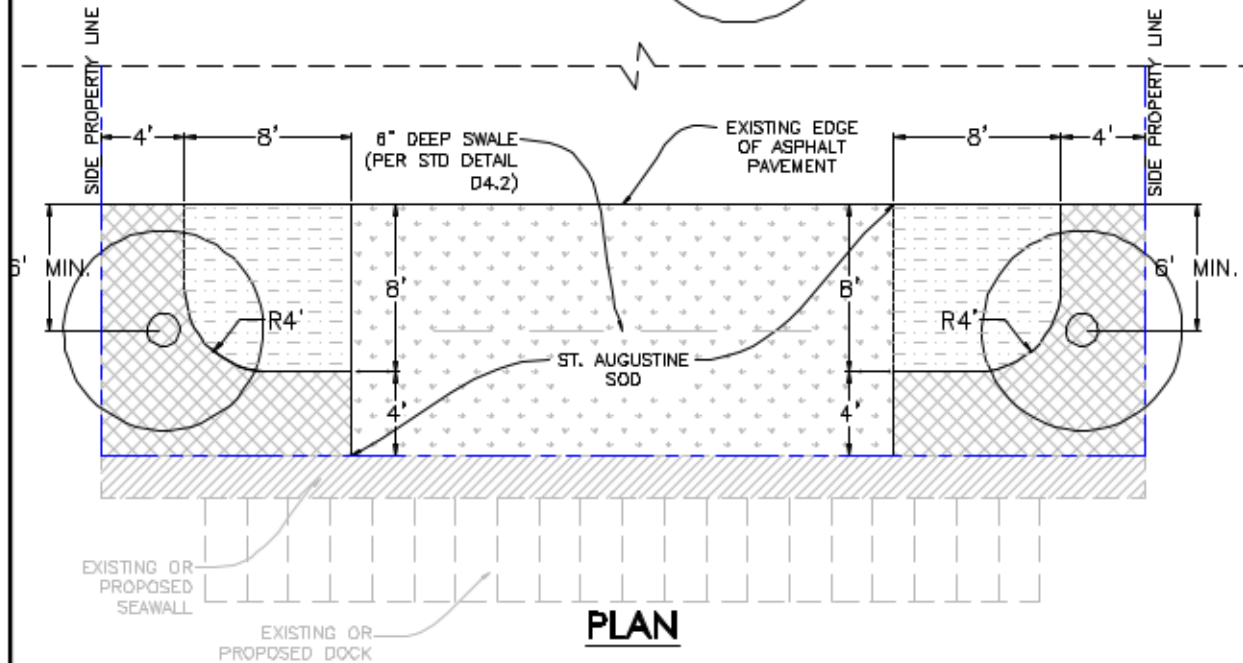 SIDE PROPERTY LINE
SIDE PROPERTY LINE
4'
8'
6" DEEP SWALE
(PER STD DETAIL
D4.2)
EXISTING EDGE
OF ASPHALT
PAVEMENT
8'
4'
6' MIN.
8'
8'
6' MIN.
R4'
R4'
ST. AUGUSTINE
SOD
4'
4'
EXISTING OR
PROPOSED
SEAWALL
EXISTING OR
PROPOSED DOCK
PLAN